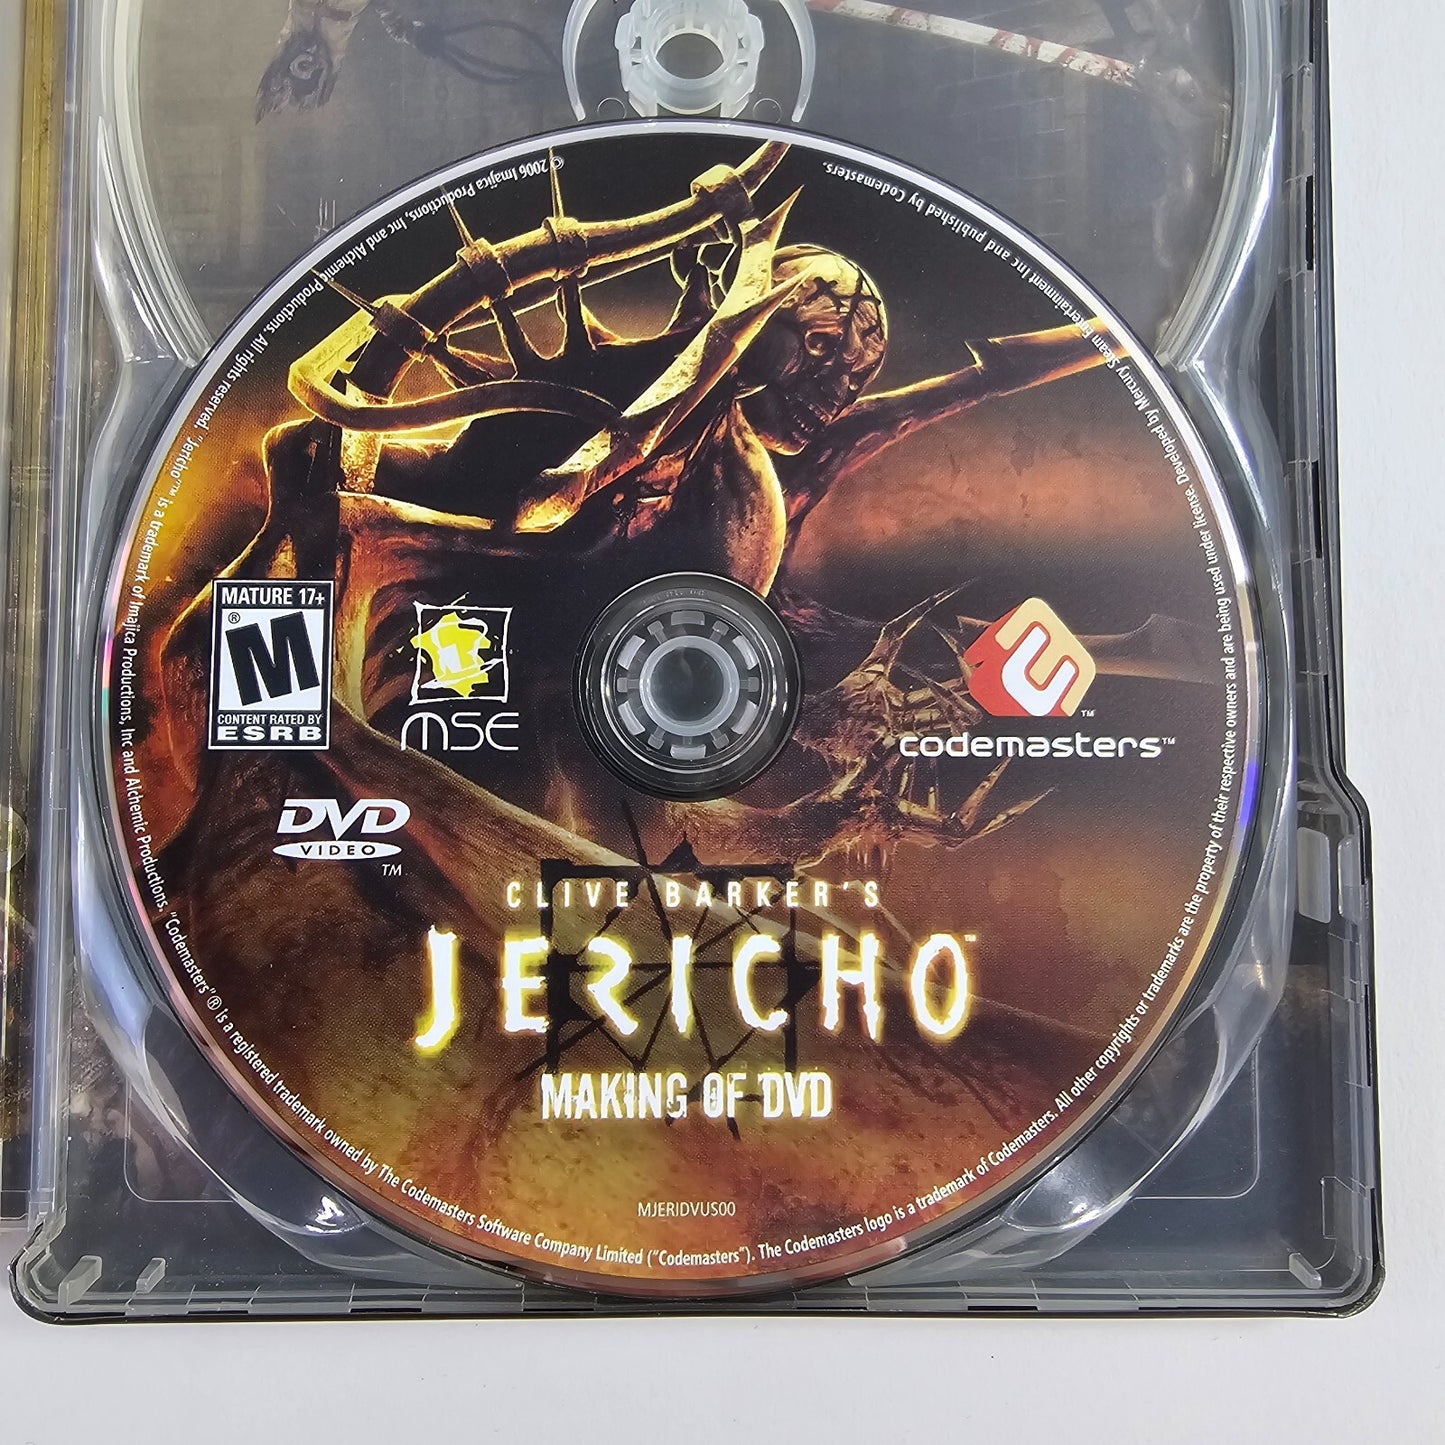 MATURE 17+
M®
CONTENT RATED BY
ESRB
MSE
codemasters™
DVD
VIDEO
TM
CLIVE BARKER'S
JERICHO™
MAKING OF DVD
MJERIDVUS00
© 2006 Imajica Productions, Inc and Alchemic Productions. All rights reserved. "Jericho"™ is a trademark of Imajica Productions, Inc and Alchemic Productions. "Codemasters"® is a registered trademark owned by The Codemasters Software Company Limited ("Codemasters"). The Codemasters logo is a trademark of Codemasters. All other copyrights or trademarks are the property of their respective owners and are being used under license. Developed by Mercury Steam Entertainment Inc and published by Codemasters.